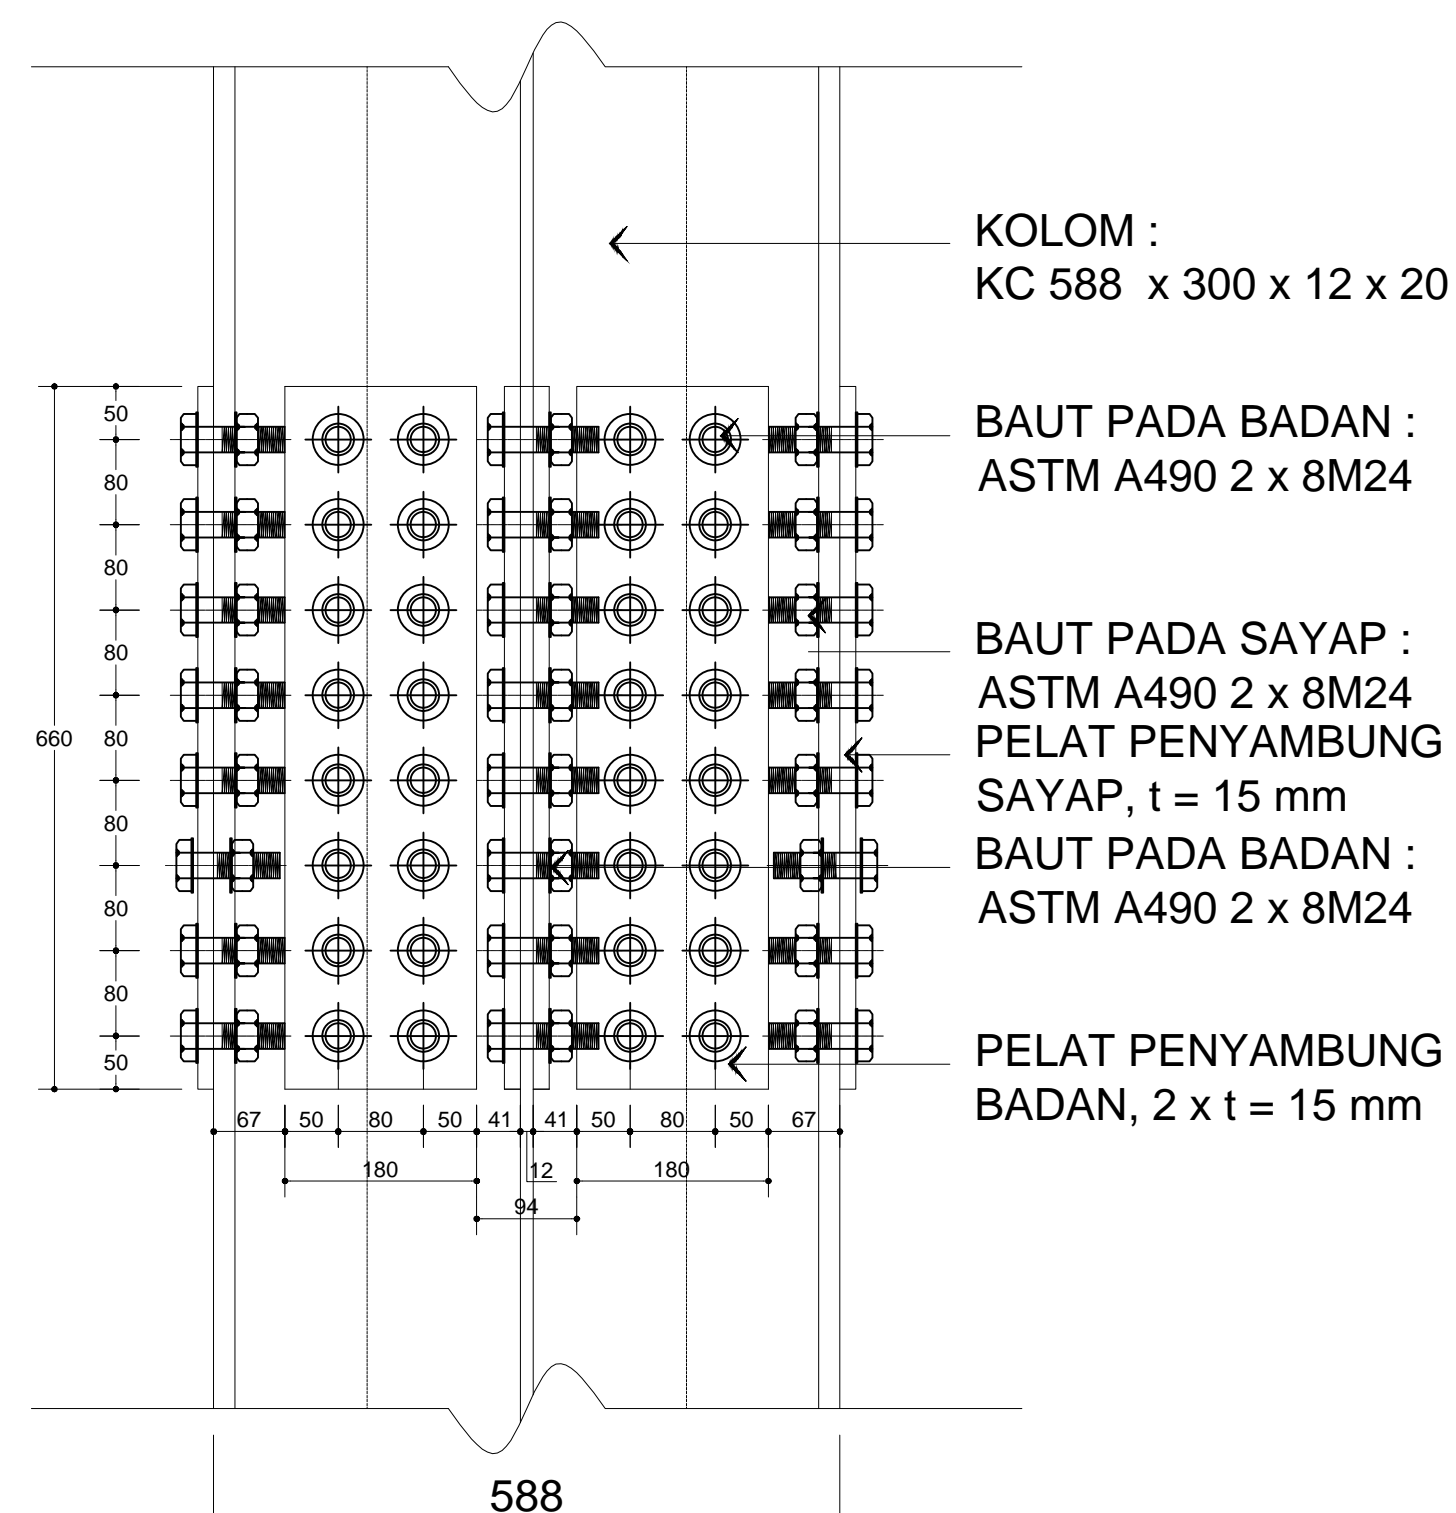 KOLOM :
KC 588 x 300 x 12 x 20
BAUT PADA BADAN :
ASTM A490 2 x 8M24
BAUT PADA SAYAP :
ASTM A490 2 x 8M24
PELAT PENYAMBUNG
SAYAP, t = 15 mm
BAUT PADA BADAN :
ASTM A490 2 x 8M24
PELAT PENYAMBUNG
BADAN, 2 x t = 15 mm
50
80
80
80
660
80
80
80
80
50
67 50 80 50 41 41 50 80 50 67
180 12 180
94
588